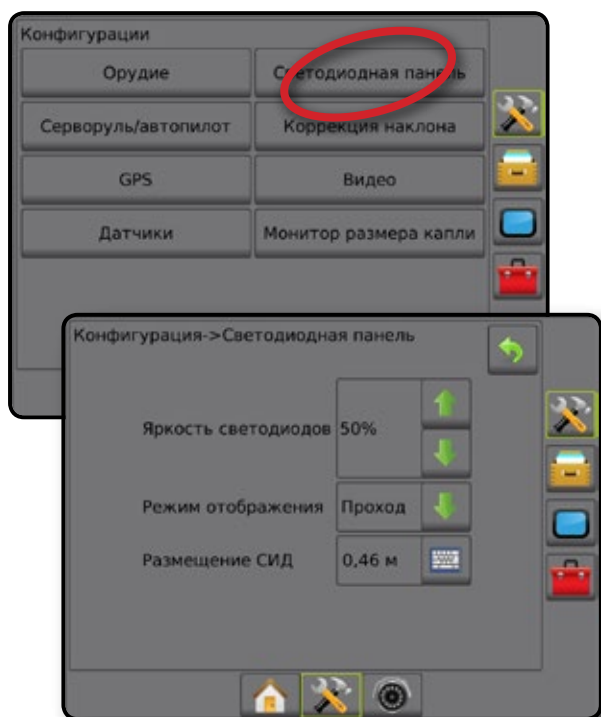 Конфигурации
Орудие
Светодиодная панель
Серворуль/автопилот
Коррекция наклона
GPS
Видео
Датчики
Монитор размера капли
Конфигурация->Светодиодная панель
Яркость светодиодов 50%
Режим отображения Проход
Размещение СИД 0,46 м